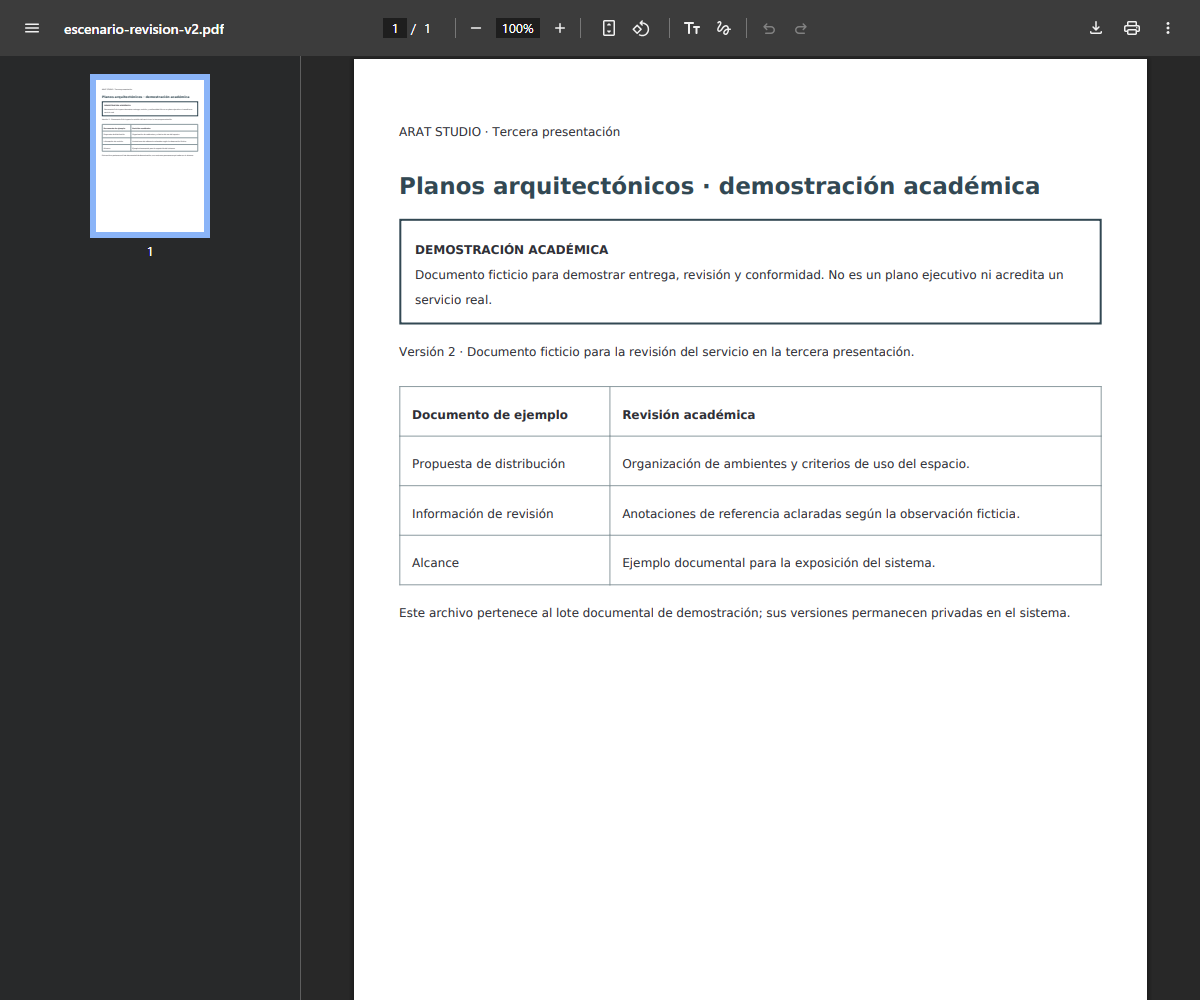 escenario-revision-v2.pdf
1 / 1
100%
1
ARAT STUDIO · Tercera presentación
Planos arquitectónicos · demostración académica
DEMOSTRACIÓN ACADÉMICA
Documento ficticio para demostrar entrega, revisión y conformidad. No es un plano ejecutivo ni acredita un
servicio real.
Versión 2 · Documento ficticio para la revisión del servicio en la tercera presentación.
Documento de ejemplo Revisión académica
Propuesta de distribución Organización de ambientes y criterios de uso del espacio.
Información de revisión Anotaciones de referencia aclaradas según la observación ficticia.
Alcance Ejemplo documental para la exposición del sistema.
Este archivo pertenece al lote documental de demostración; sus versiones permanecen privadas en el sistema.